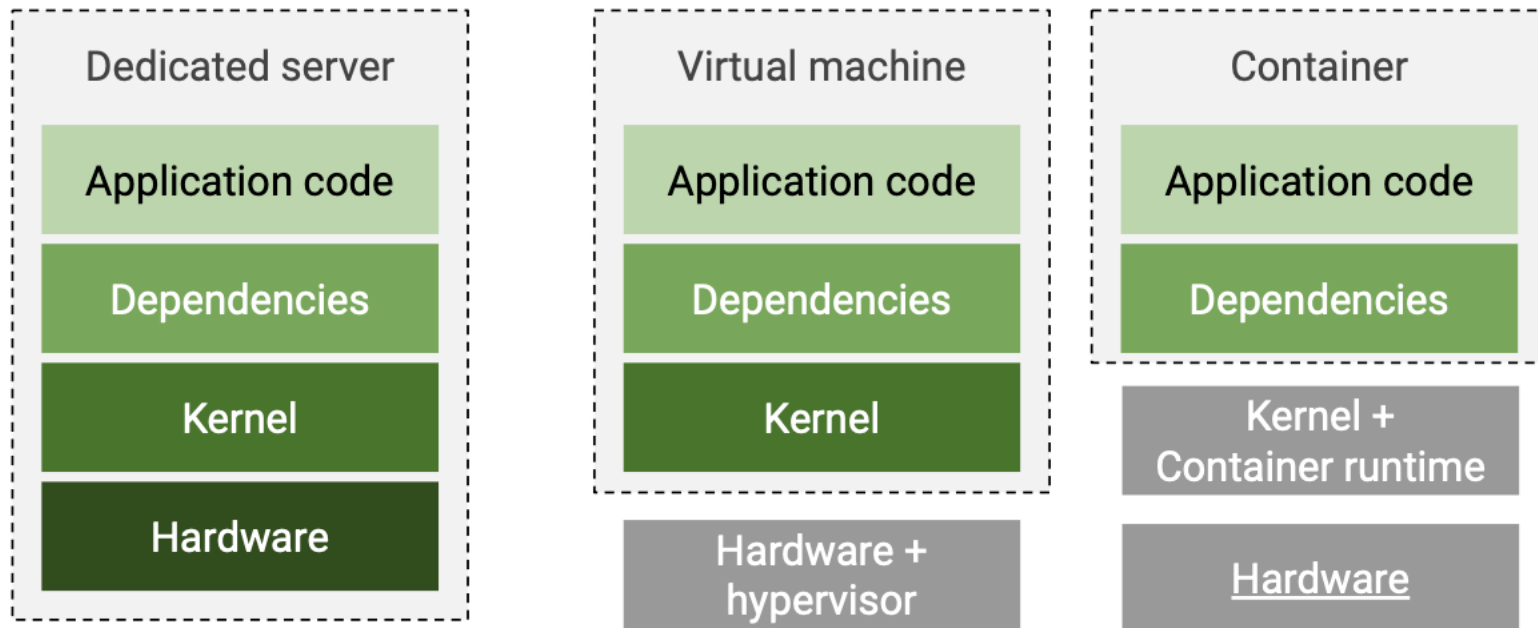 Dedicated server
Application code
Dependencies
Kernel
Hardware
Virtual machine
Application code
Dependencies
Kernel
Hardware +
hypervisor
Container
Application code
Dependencies
Kernel +
Container runtime
Hardware